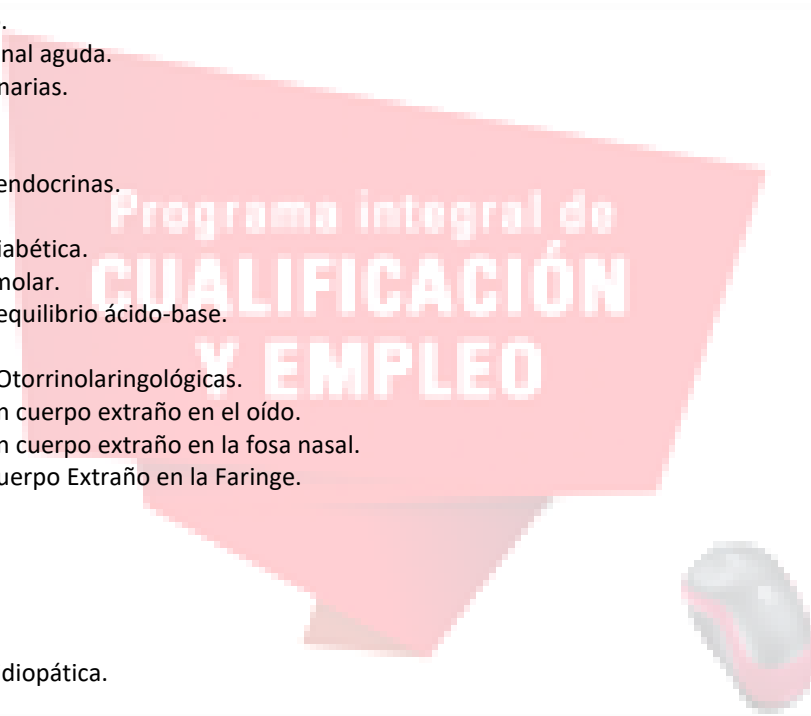 .
nal aguda.
narias.
endocrinas.
Programa integral de
iabética.
CUALIFICACIÓN
molar.
equilibrio ácido-base.
Y EMPLEO
Otorrinolaringológicas.
n cuerpo extraño en el oído.
n cuerpo extraño en la fosa nasal.
uerpo Extraño en la Faringe.
diopática.